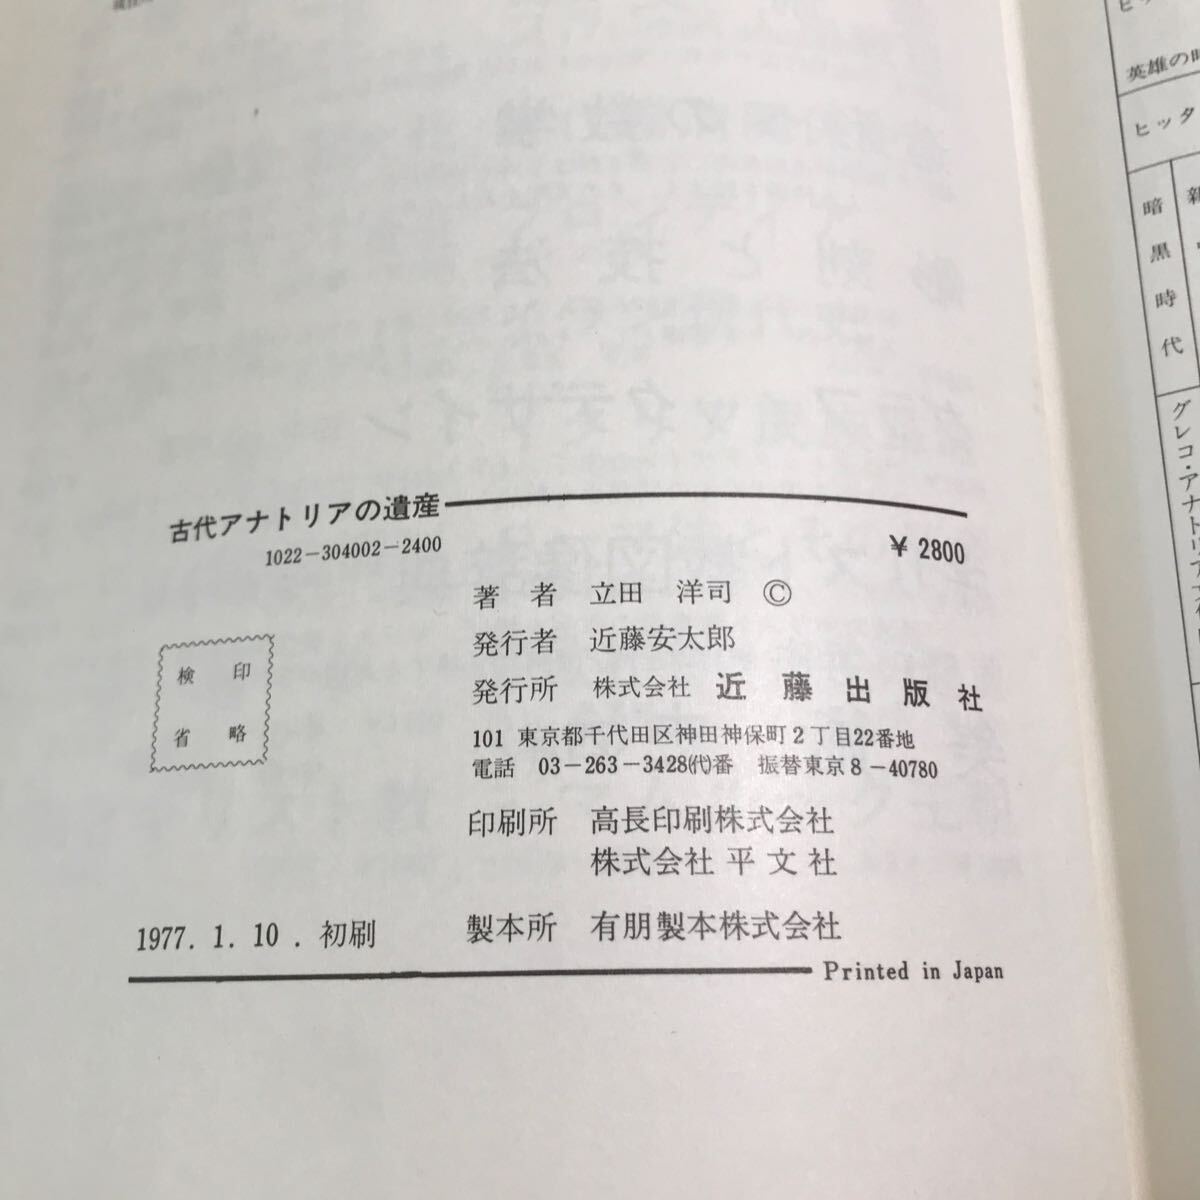 古代アナトリアの遺産
1022-304002-2400
¥ 2800
著 者 立田 洋司 ©
発行者 近藤安太郎
発行所 株式会社 近藤出版社
101 東京都千代田区神田神保町2丁目22番地
電話 03-263-3428(代)番 振替東京8-40780
印刷所 高長印刷株式会社
株式会社平文社
検印
省略
1977. 1. 10. 初刷
製本所 有朋製本株式会社
Printed in Japan
英雄の時
ヒッタ
暗黒時代
グレコ・アナトリア